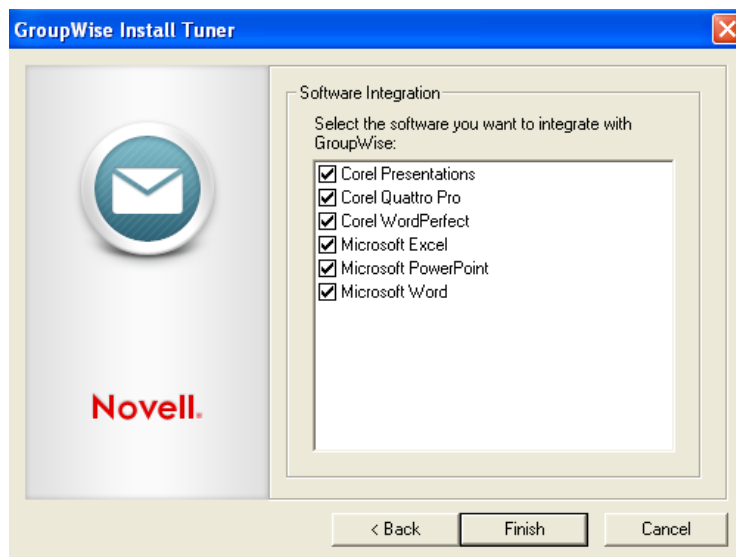 GroupWise Install Tuner
Software Integration
Select the software you want to integrate with
GroupWise:
Corel Presentations
Corel Quattro Pro
Corel WordPerfect
Microsoft Excel
Microsoft PowerPoint
Microsoft Word
Novell.
< Back
Finish
Cancel